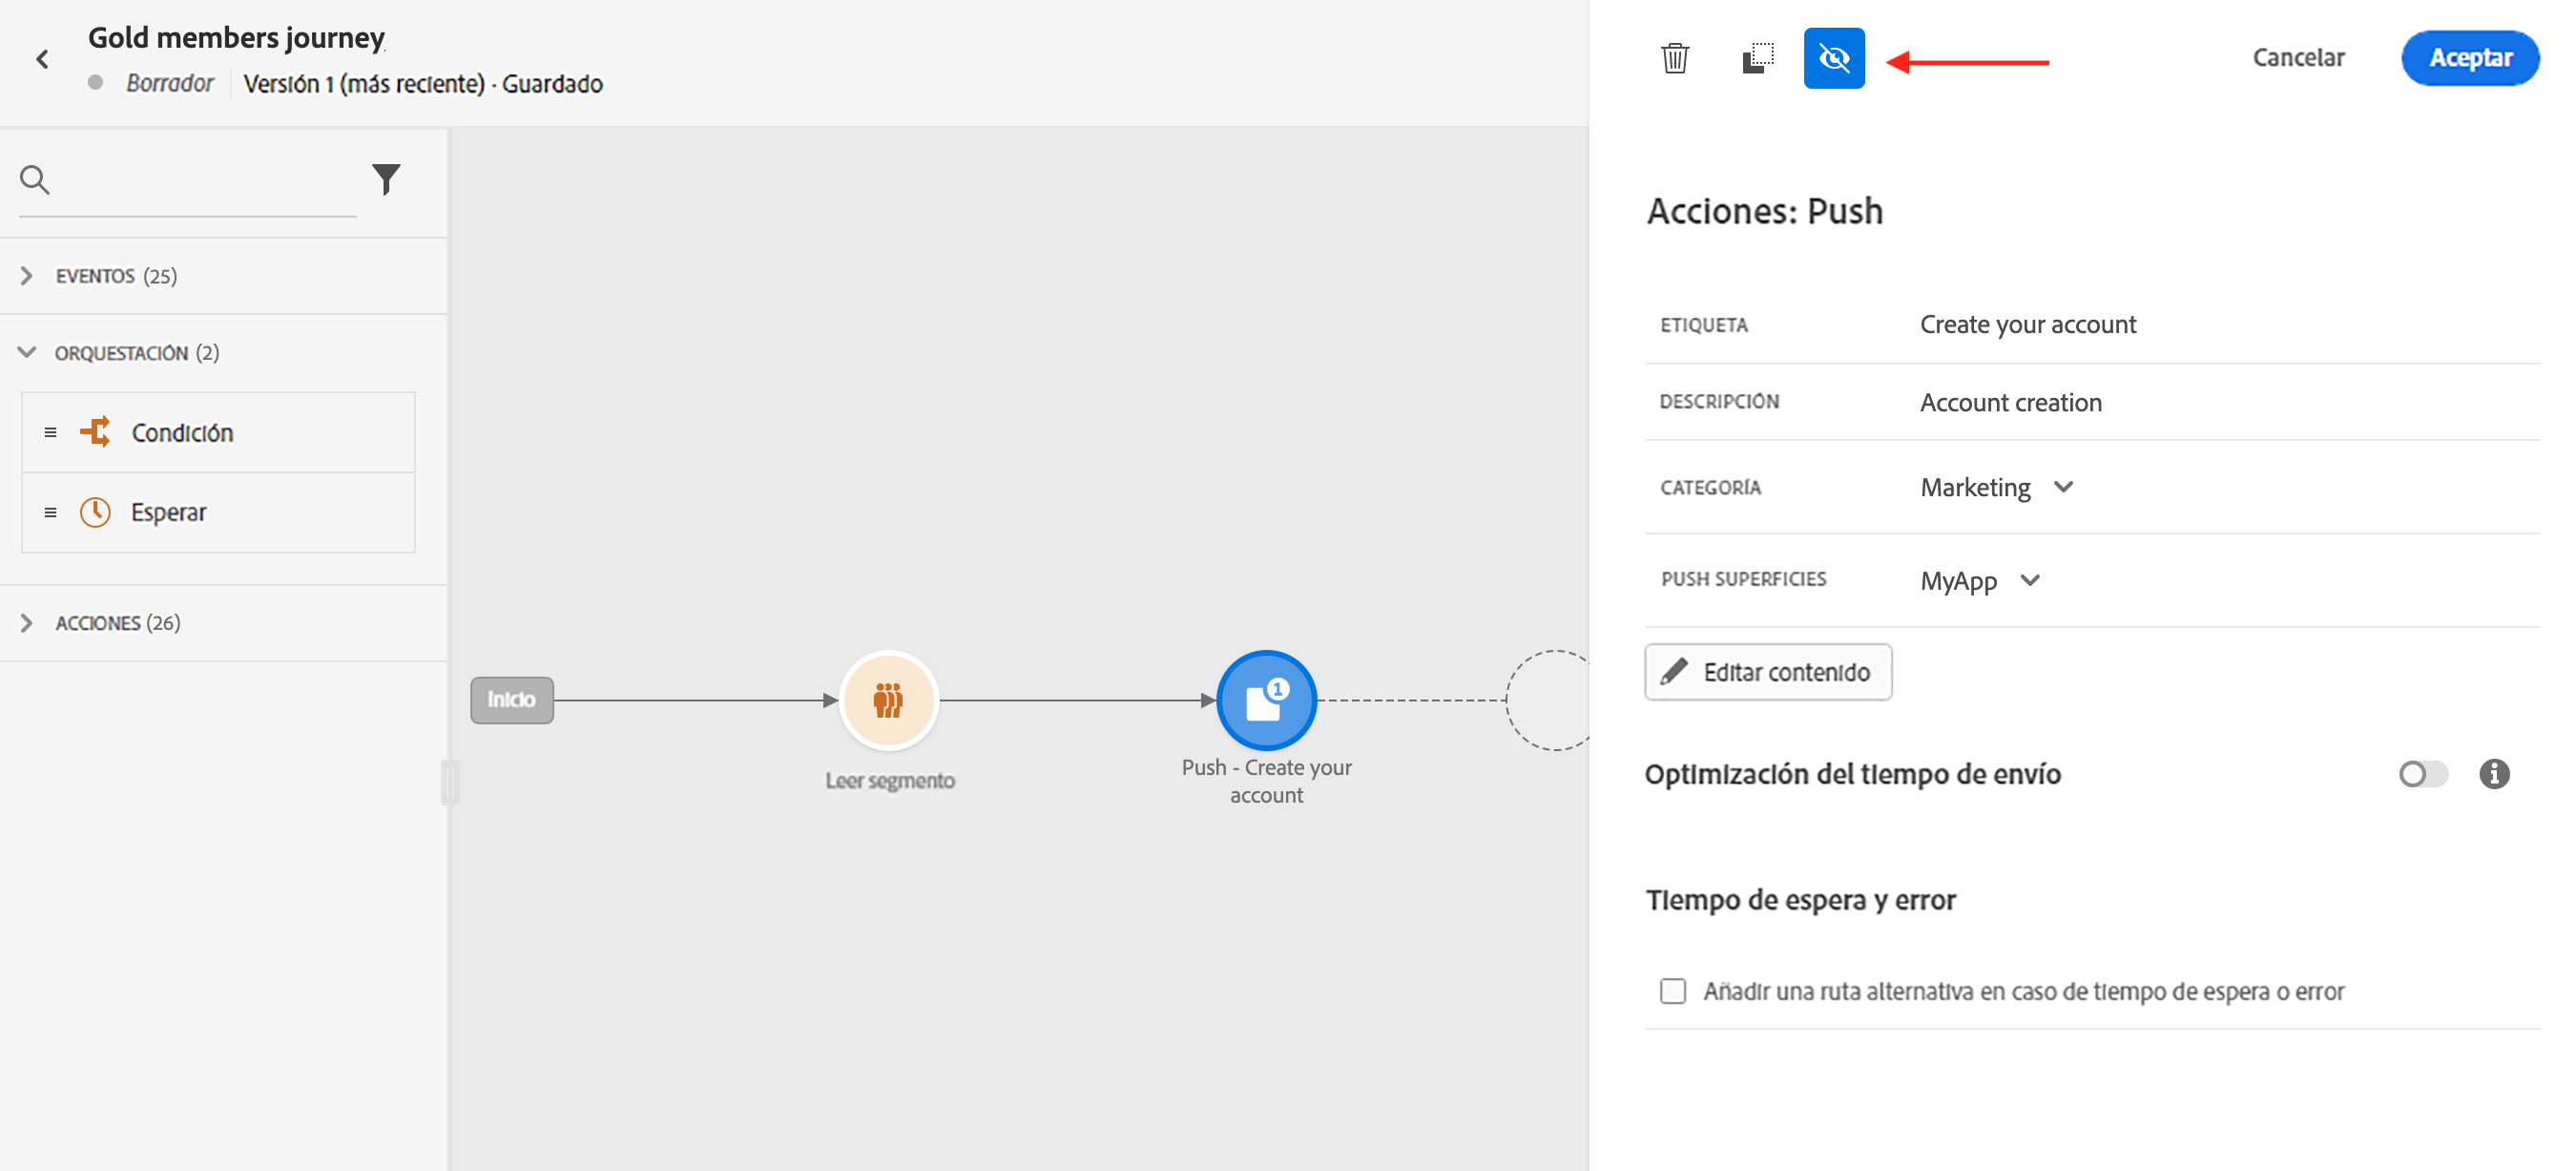 Gold members journey
Borrador
Versión 1 (más reciente) · Guardado
Cancelar
Aceptar
EVENTOS (25)
ORQUESTACIÓN (2)
Condición
Esperar
ACCIONES (26)
Inicio
Leer segmento
1
Push - Create your
account
Acciones: Push
ETIQUETA Create your account
DESCRIPCIÓN Account creation
CATEGORÍA Marketing
PUSH SUPERFICIES MyApp
Editar contenido
Optimización del tiempo de envío
Tiempo de espera y error
Añadir una ruta alternativa en caso de tiempo de espera o error